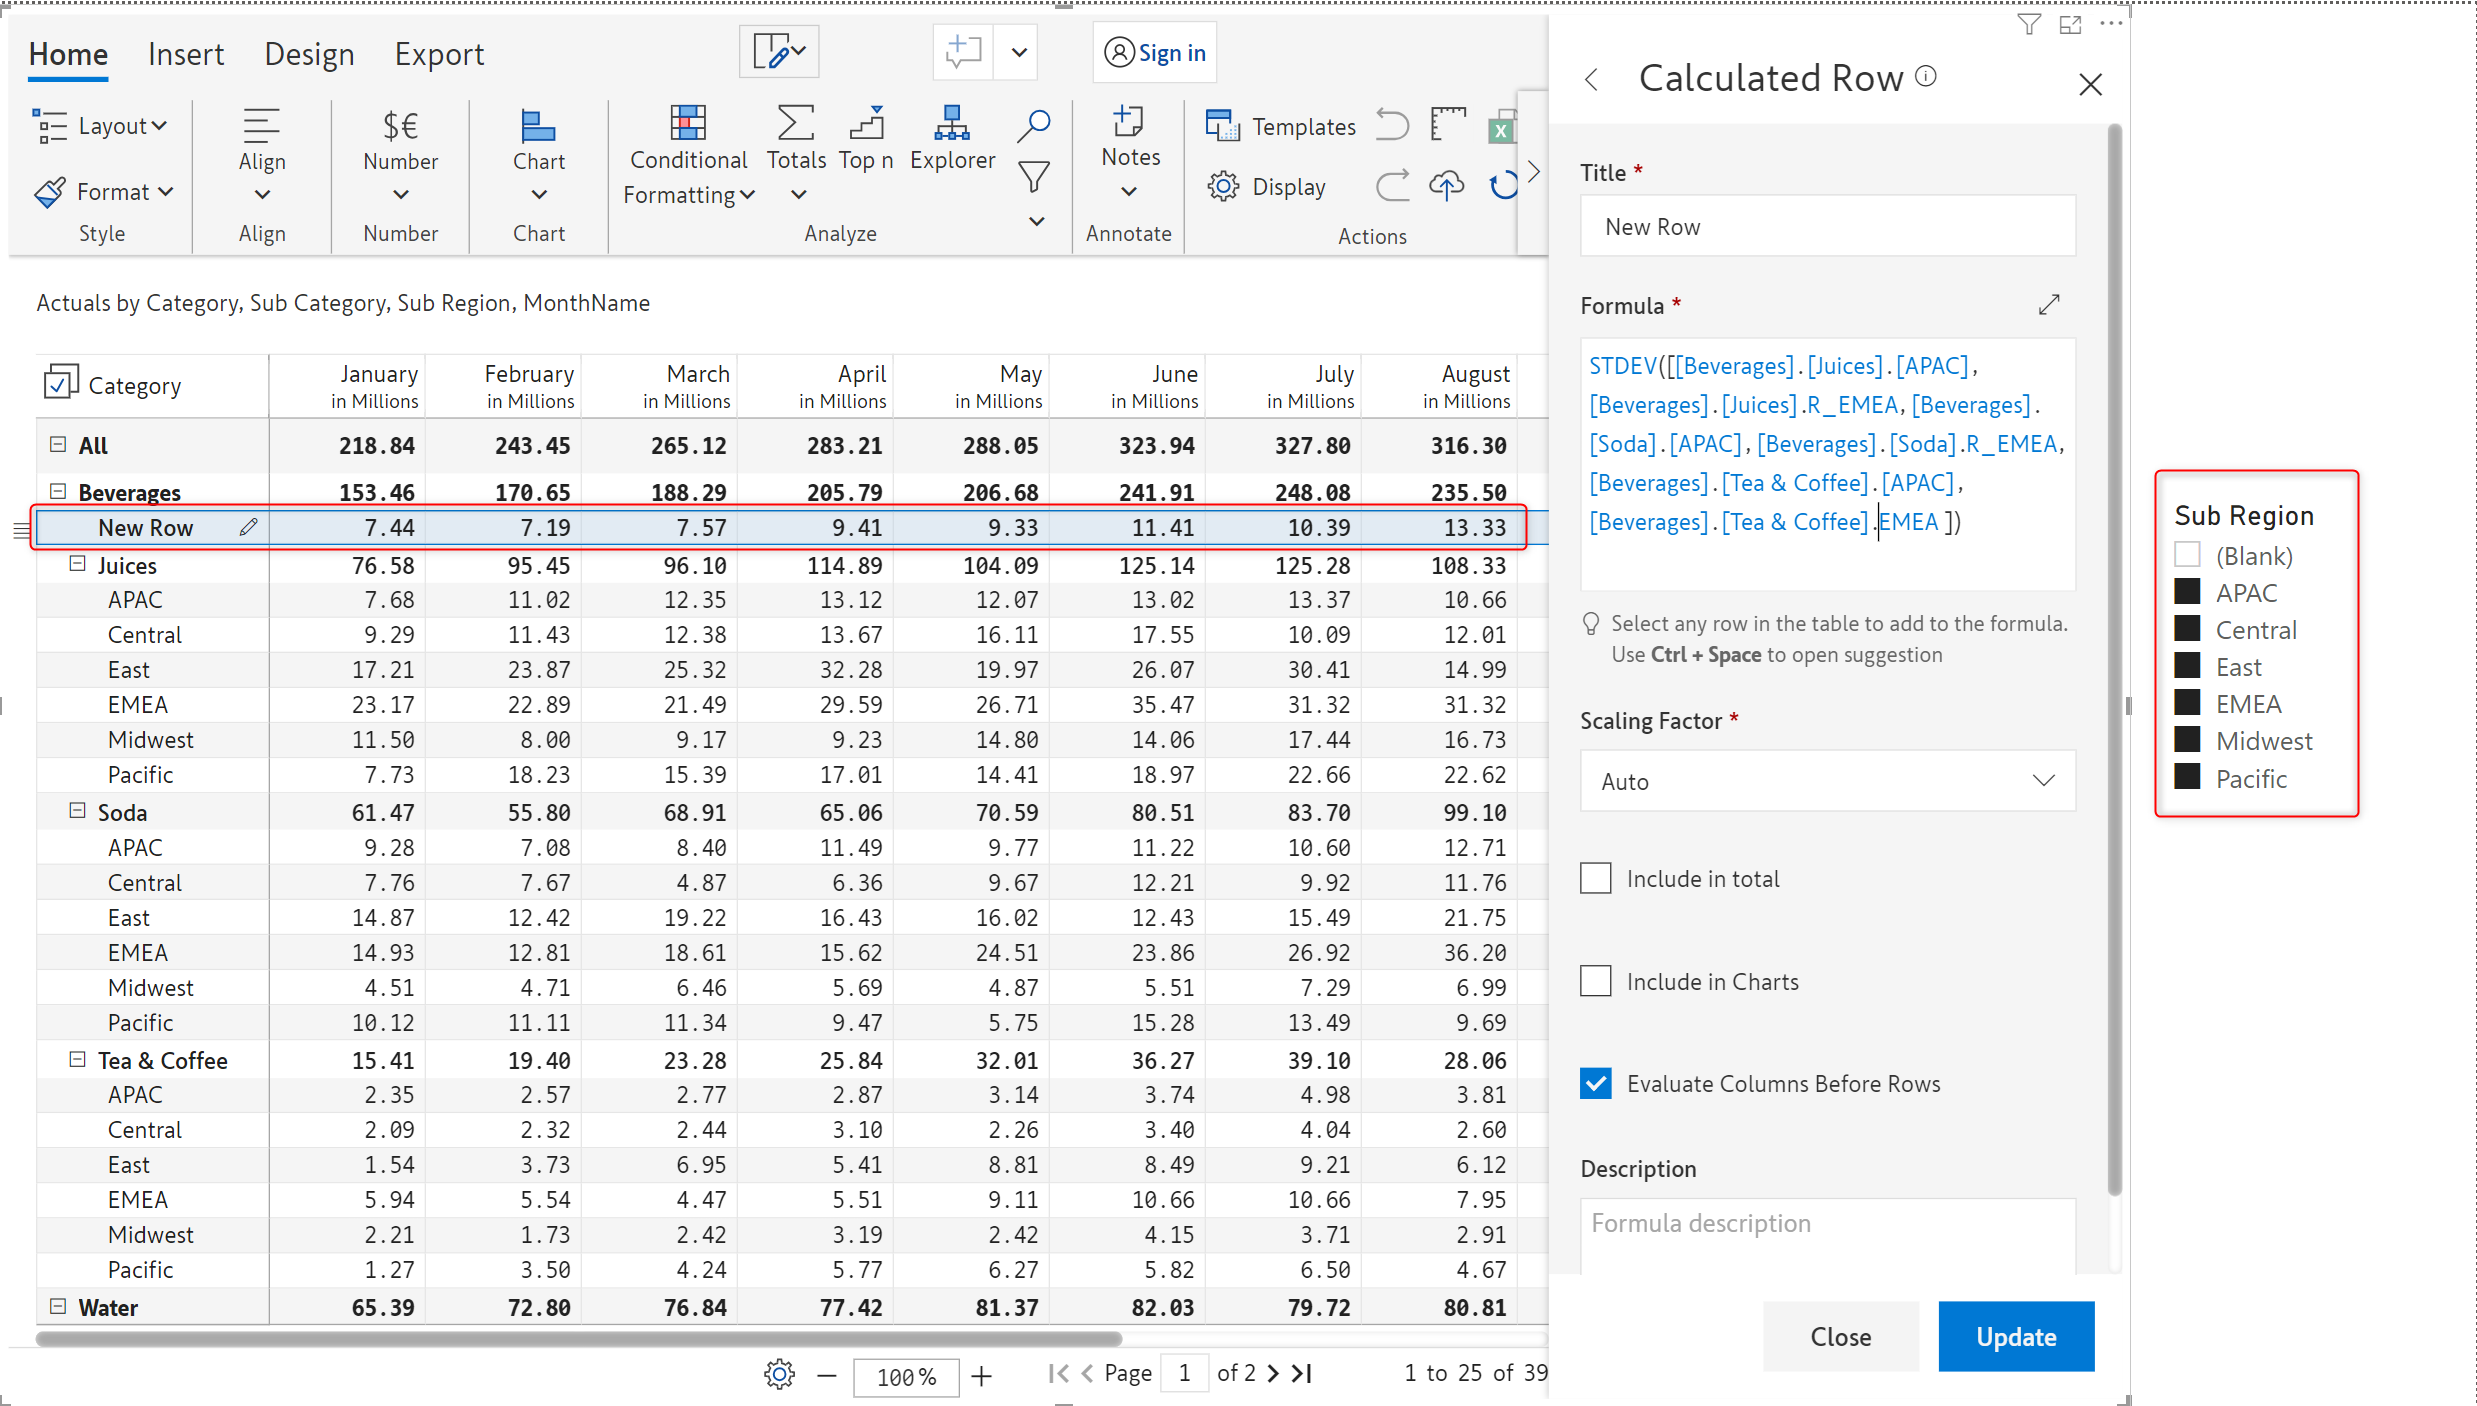 Home Insert Design Export Sign in
Layout
Format
Style
Align
Align
$€
Number
Number
Chart
Chart
Conditional
Formatting
Totals
Top n
Explorer
Analyze
Notes
Annotate
Templates
Display
Actions
Actuals by Category, Sub Category, Sub Region, MonthName
Category January February March April May June July August
in Millions in Millions in Millions in Millions in Millions in Millions in Millions in Millions
All 218.84 243.45 265.12 283.21 288.05 323.94 327.80 316.30
Beverages 153.46 170.65 188.29 205.79 206.68 241.91 248.08 235.50
New Row 7.44 7.19 7.57 9.41 9.33 11.41 10.39 13.33
Juices 76.58 95.45 96.10 114.89 104.09 125.14 125.28 108.33
APAC 7.68 11.02 12.35 13.12 12.07 13.02 13.37 10.66
Central 9.29 11.43 12.38 13.67 16.11 17.55 10.09 12.01
East 17.21 23.87 25.32 32.28 19.97 26.07 30.41 14.99
EMEA 23.17 22.89 21.49 29.59 26.71 35.47 31.32 31.32
Midwest 11.50 8.00 9.17 9.23 14.80 14.06 17.44 16.73
Pacific 7.73 18.23 15.39 17.01 14.41 18.97 22.66 22.62
Soda 61.47 55.80 68.91 65.06 70.59 80.51 83.70 99.10
APAC 9.28 7.08 8.40 11.49 9.77 11.22 10.60 12.71
Central 7.76 7.67 4.87 6.36 9.67 12.21 9.92 11.76
East 14.87 12.42 19.22 16.43 16.02 12.43 15.49 21.75
EMEA 14.93 12.81 18.61 15.62 24.51 23.86 26.92 36.20
Midwest 4.51 4.71 6.46 5.69 4.87 5.51 7.29 6.99
Pacific 10.12 11.11 11.34 9.47 5.75 15.28 13.49 9.69
Tea & Coffee 15.41 19.40 23.28 25.84 32.01 36.27 39.10 28.06
APAC 2.35 2.57 2.77 2.87 3.14 3.74 4.98 3.81
Central 2.09 2.32 2.44 3.10 2.26 3.40 4.04 2.60
East 1.54 3.73 6.95 5.41 8.81 8.49 9.21 6.12
EMEA 5.94 5.54 4.47 5.51 9.11 10.66 10.66 7.95
Midwest 2.21 1.73 2.42 3.19 2.42 4.15 3.71 2.91
Pacific 1.27 3.50 4.24 5.77 6.27 5.82 6.50 4.67
Water 65.39 72.80 76.84 77.42 81.37 82.03 79.72 80.81
100% Page 1 of 2 1 to 25 of 39
Calculated Row
Title *
New Row
Formula *
STDEV([[Beverages].[Juices].[APAC],
[Beverages].[Juices].R_EMEA,[Beverages].
[Soda].[APAC],[Beverages].[Soda].R_EMEA,
[Beverages].[Tea & Coffee].[APAC],
[Beverages].[Tea & Coffee].EMEA ])
Select any row in the table to add to the formula.
Use Ctrl + Space to open suggestion
Scaling Factor *
Auto
Include in total
Include in Charts
Evaluate Columns Before Rows
Description
Formula description
Close Update
Sub Region
(Blank)
APAC
Central
East
EMEA
Midwest
Pacific